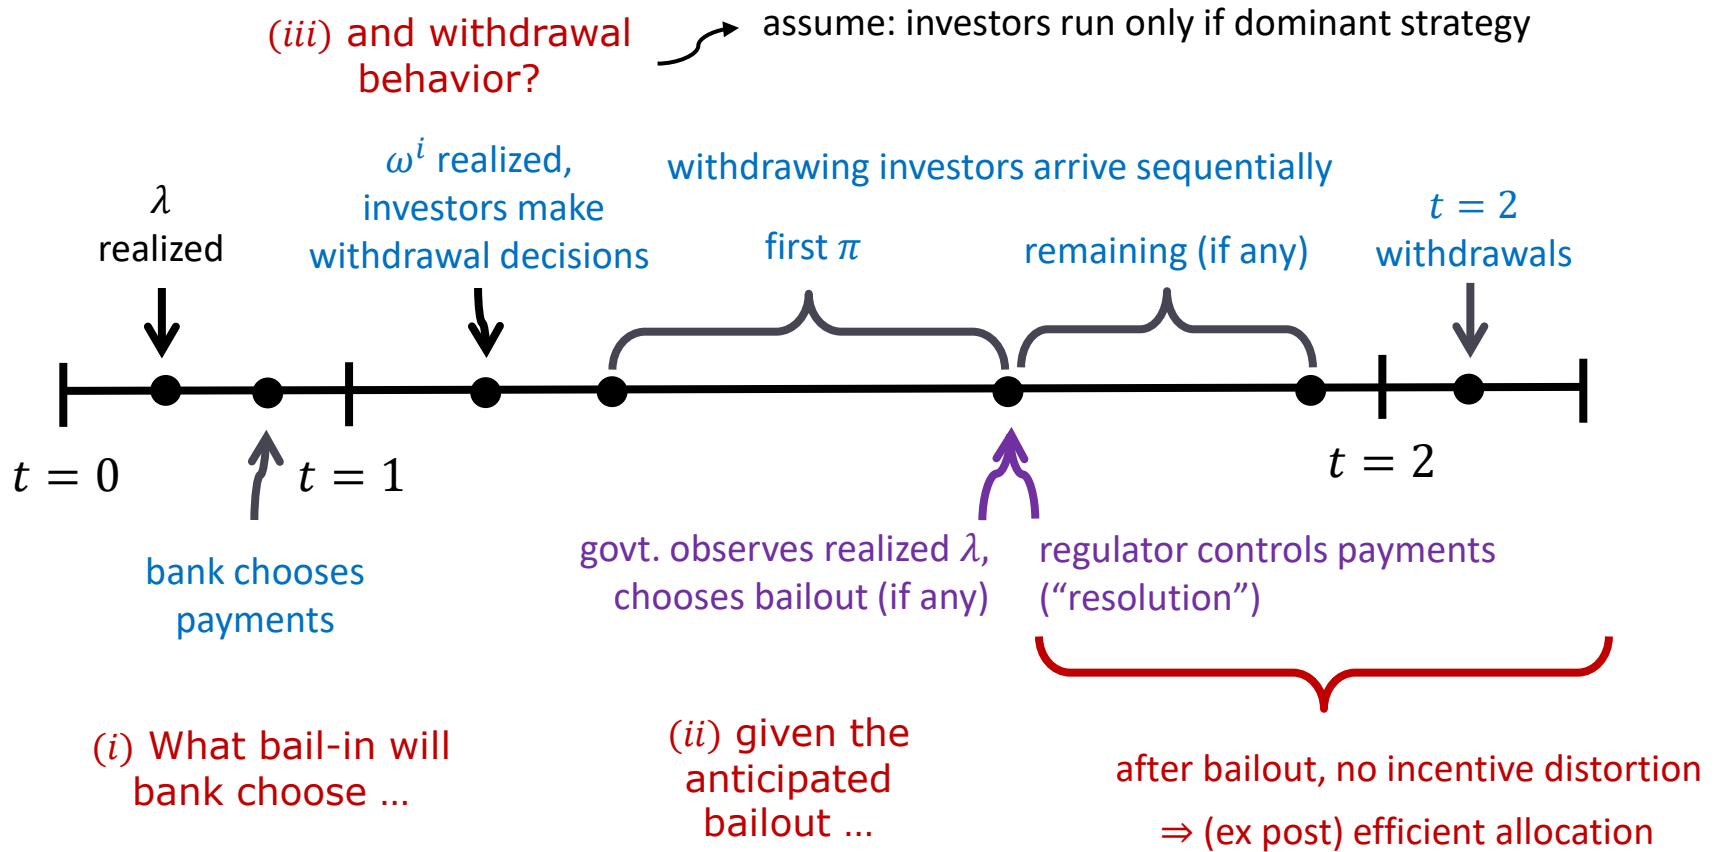 (iii) and withdrawal
behavior?
assume: investors run only if dominant strategy
λ
realized
ωⁱ realized,
investors make
withdrawal decisions
withdrawing investors arrive sequentially
first π
remaining (if any)
t = 2
withdrawals
t = 0
t = 1
t = 2
bank chooses
payments
govt. observes realized λ,
chooses bailout (if any)
regulator controls payments
(“resolution”)
(i) What bail-in will
bank choose ...
(ii) given the
anticipated
bailout ...
after bailout, no incentive distortion
⇒ (ex post) efficient allocation